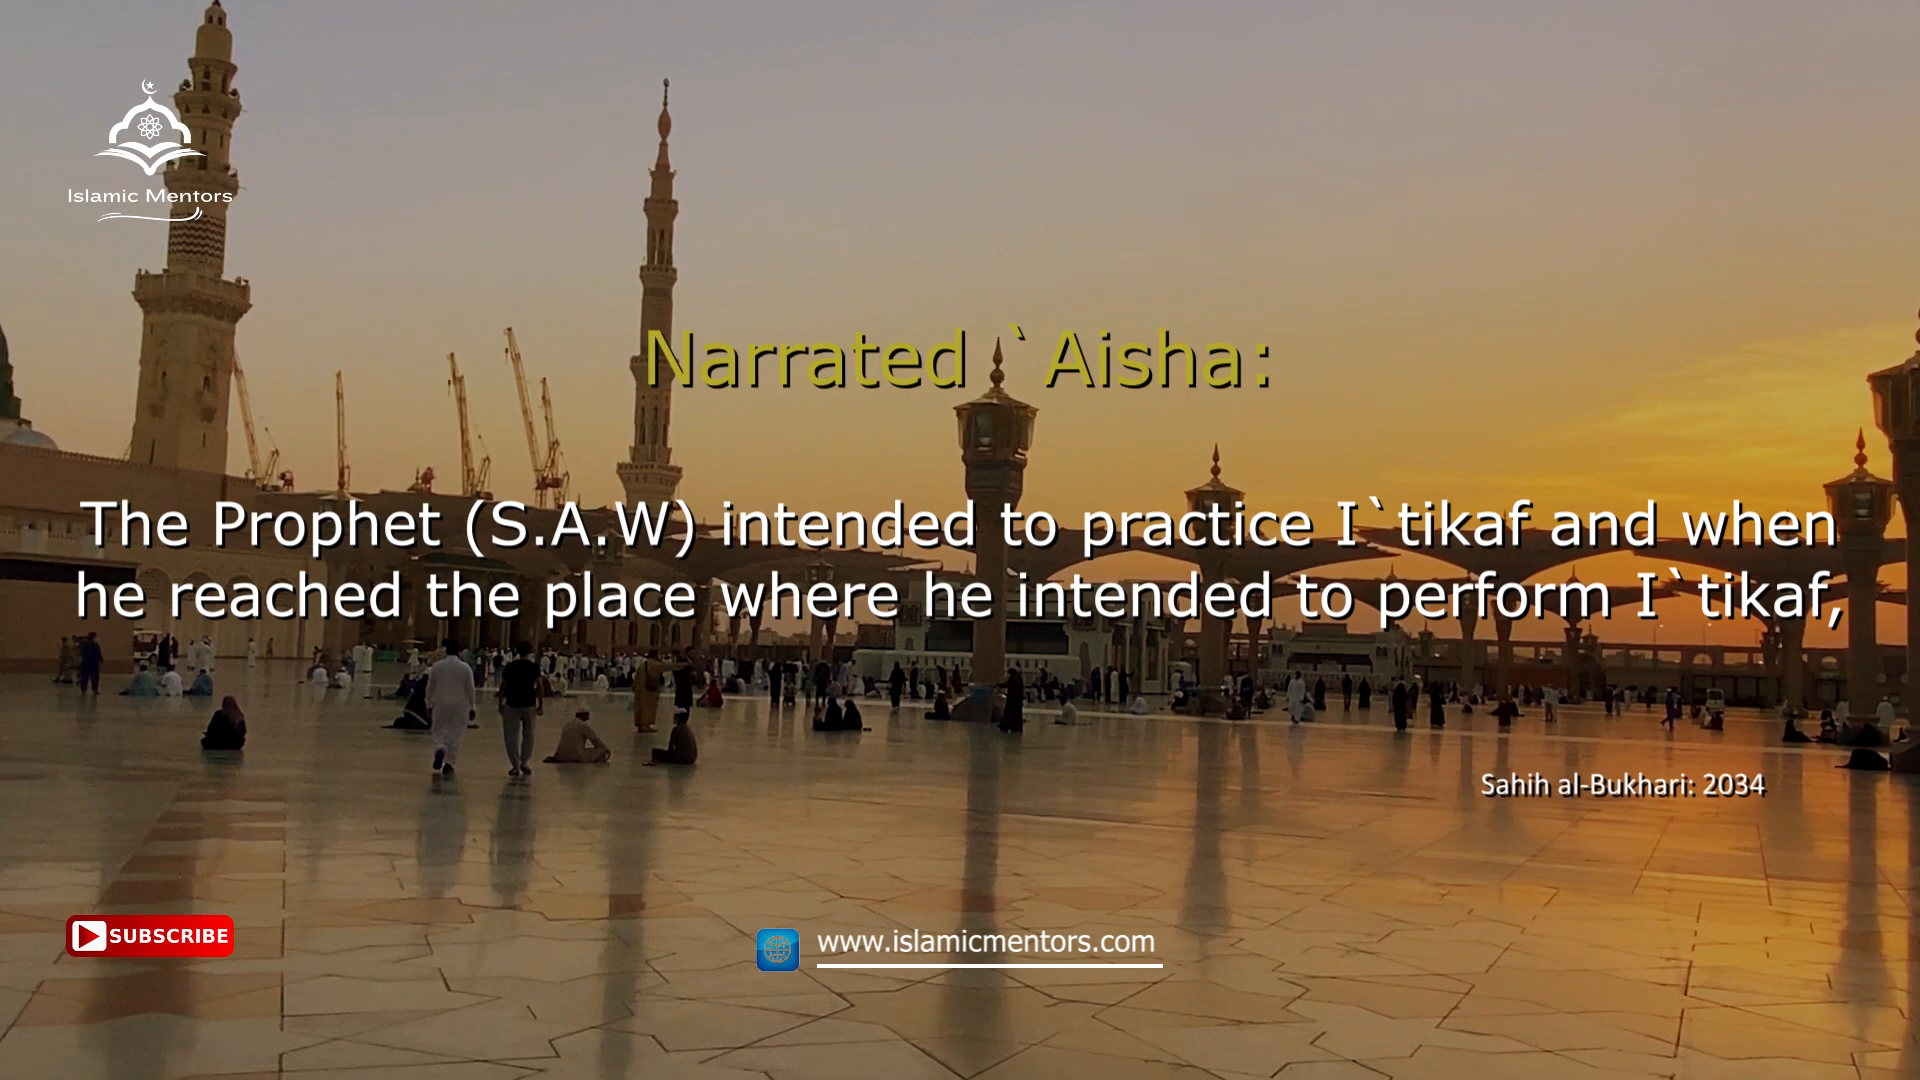 Islamic Mentors
Narrated `Aisha:
The Prophet (S.A.W) intended to practice I`tikaf and when
he reached the place where he intended to perform I`tikaf,
Sahih al-Bukhari: 2034
SUBSCRIBE
www.islamicmentors.com